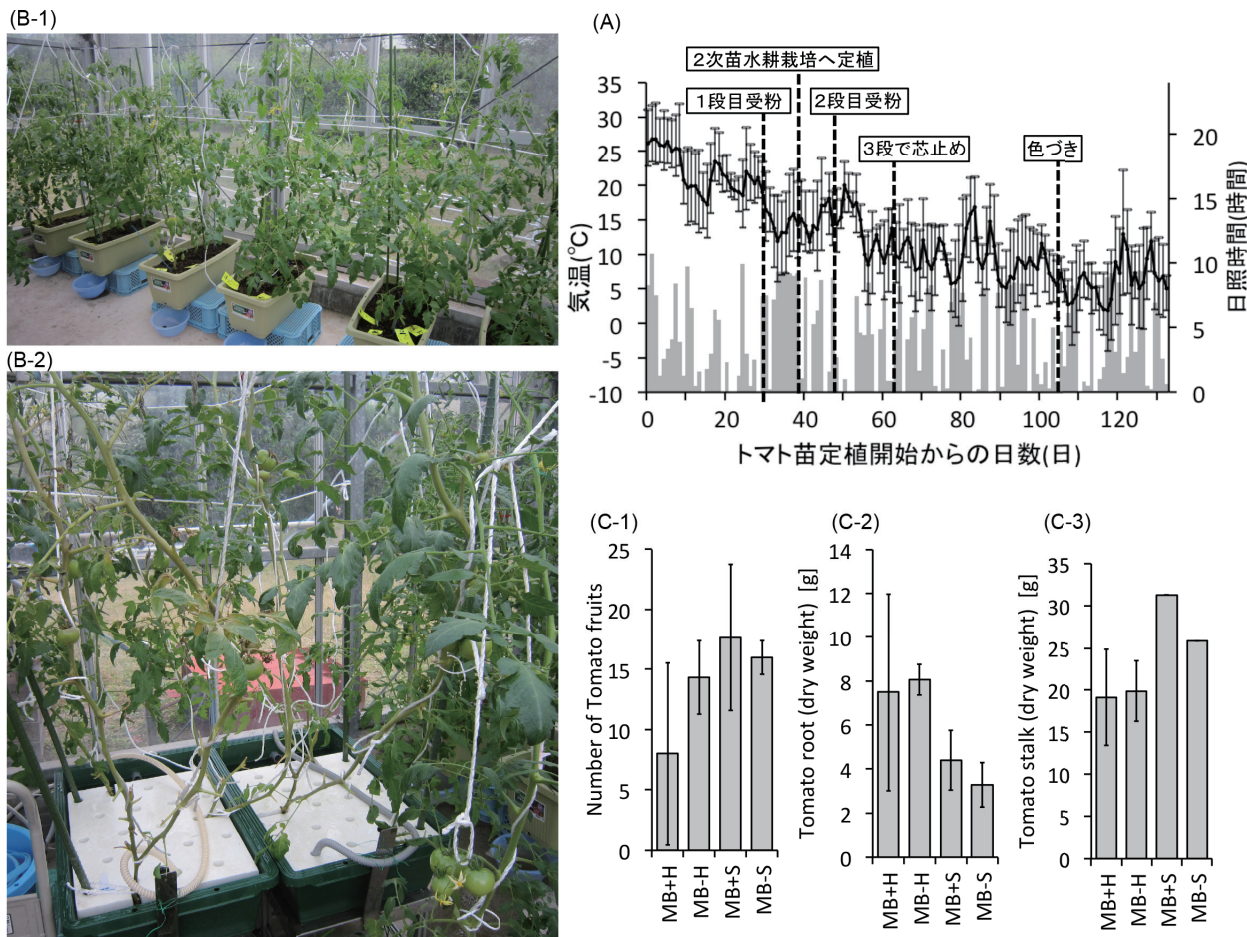 (B-1)
(A)
2次苗水耕栽培へ定植
1段目受粉
2段目受粉
3段で芯止め
色づき
35
30
25
20
15
10
5
0
-5
-10
気温(℃)
20
15
10
5
0
日照時間(時間)
0 20 40 60 80 100 120
トマト苗定植開始からの日数(日)
(B-2)
(C-1)
Number of Tomato fruits
25
20
15
10
5
0
MB+H
MB-H
MB+S
MB-S
(C-2)
Tomato root (dry weight) [g]
14
12
10
8
6
4
2
0
MB+H
MB-H
MB+S
MB-S
(C-3)
Tomato stalk (dry weight) [g]
35
30
25
20
15
10
5
0
MB+H
MB-H
MB+S
MB-S